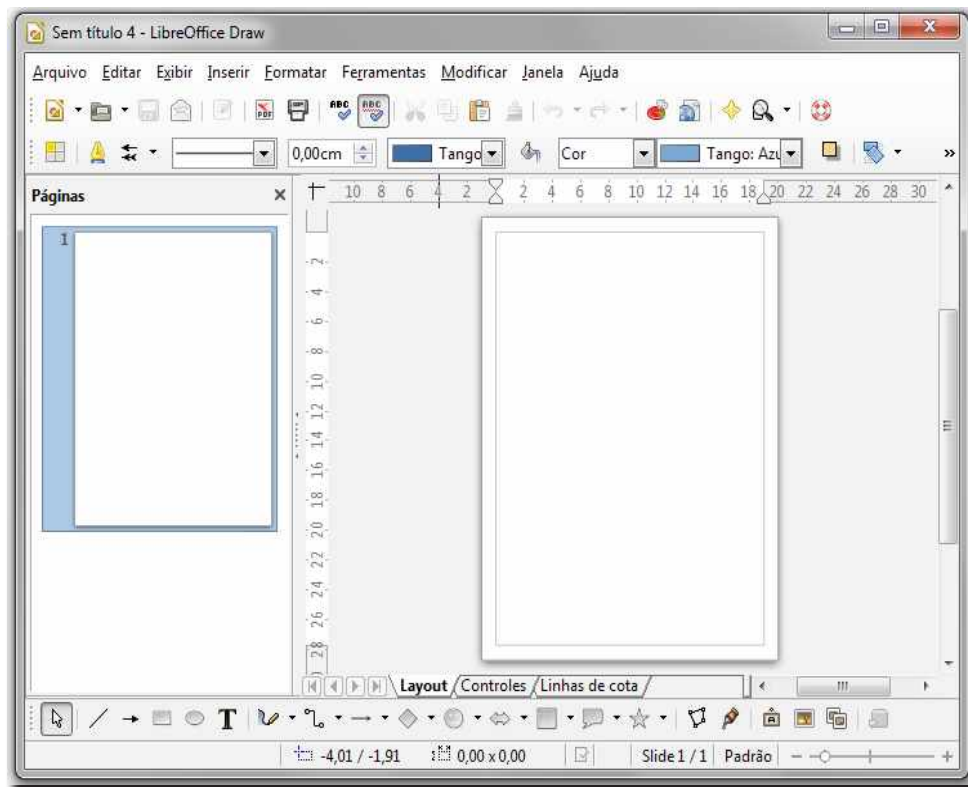 Sem título 4 - LibreOffice Draw
Arquivo Editar Exibir Inserir Formatar Ferramentas Modificar Janela Ajuda
PDF ABC ABC
0,00cm Tango Cor Tango: Azu
Páginas
10 8 6 4 2 2 4 6 8 10 12 14 16 18 20 22 24 26 28 30
1
2
4
6
8
10
12
14
16
18
20
22
24
26
28
Layout Controles Linhas de cota
T
-4,01 / -1,91 0,00 x 0,00 Slide 1 / 1 Padrão